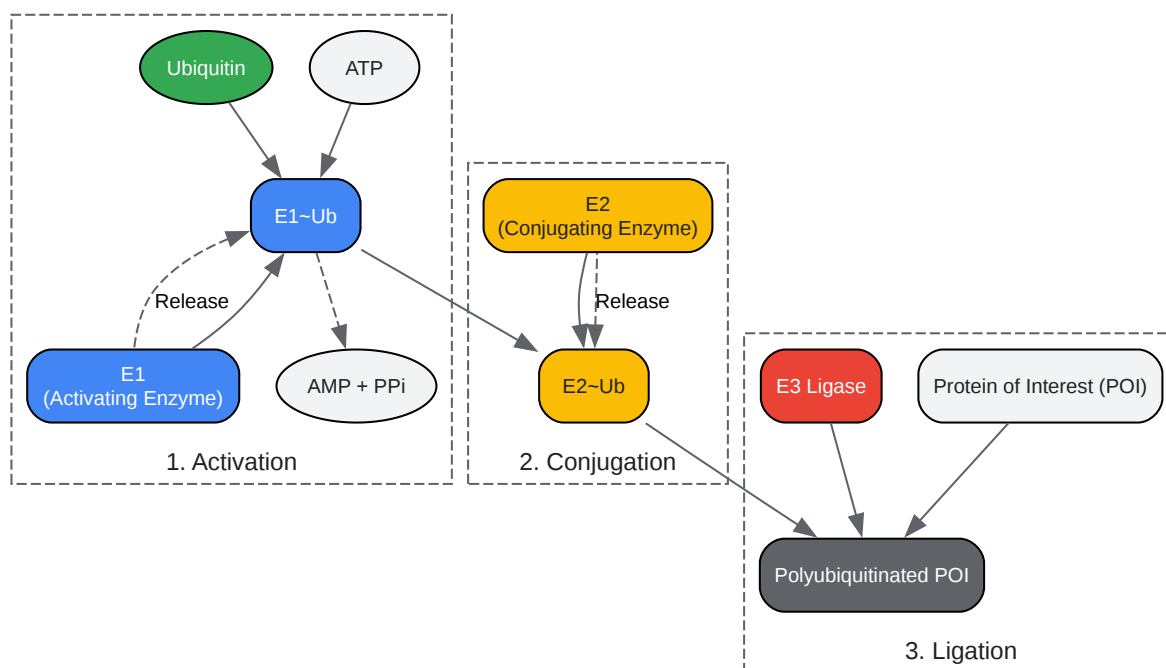 Ubiquitin
ATP
E1~Ub
Release
E1
(Activating Enzyme)
AMP + PPi
1. Activation
E2
(Conjugating Enzyme)
Release
E2~Ub
2. Conjugation
E3 Ligase
Protein of Interest (POI)
Polyubiquitinated POI
3. Ligation